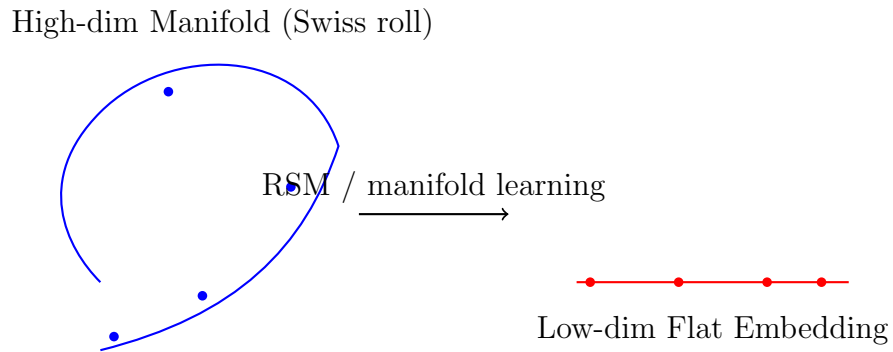 High-dim Manifold (Swiss roll)
RSM / manifold learning
Low-dim Flat Embedding